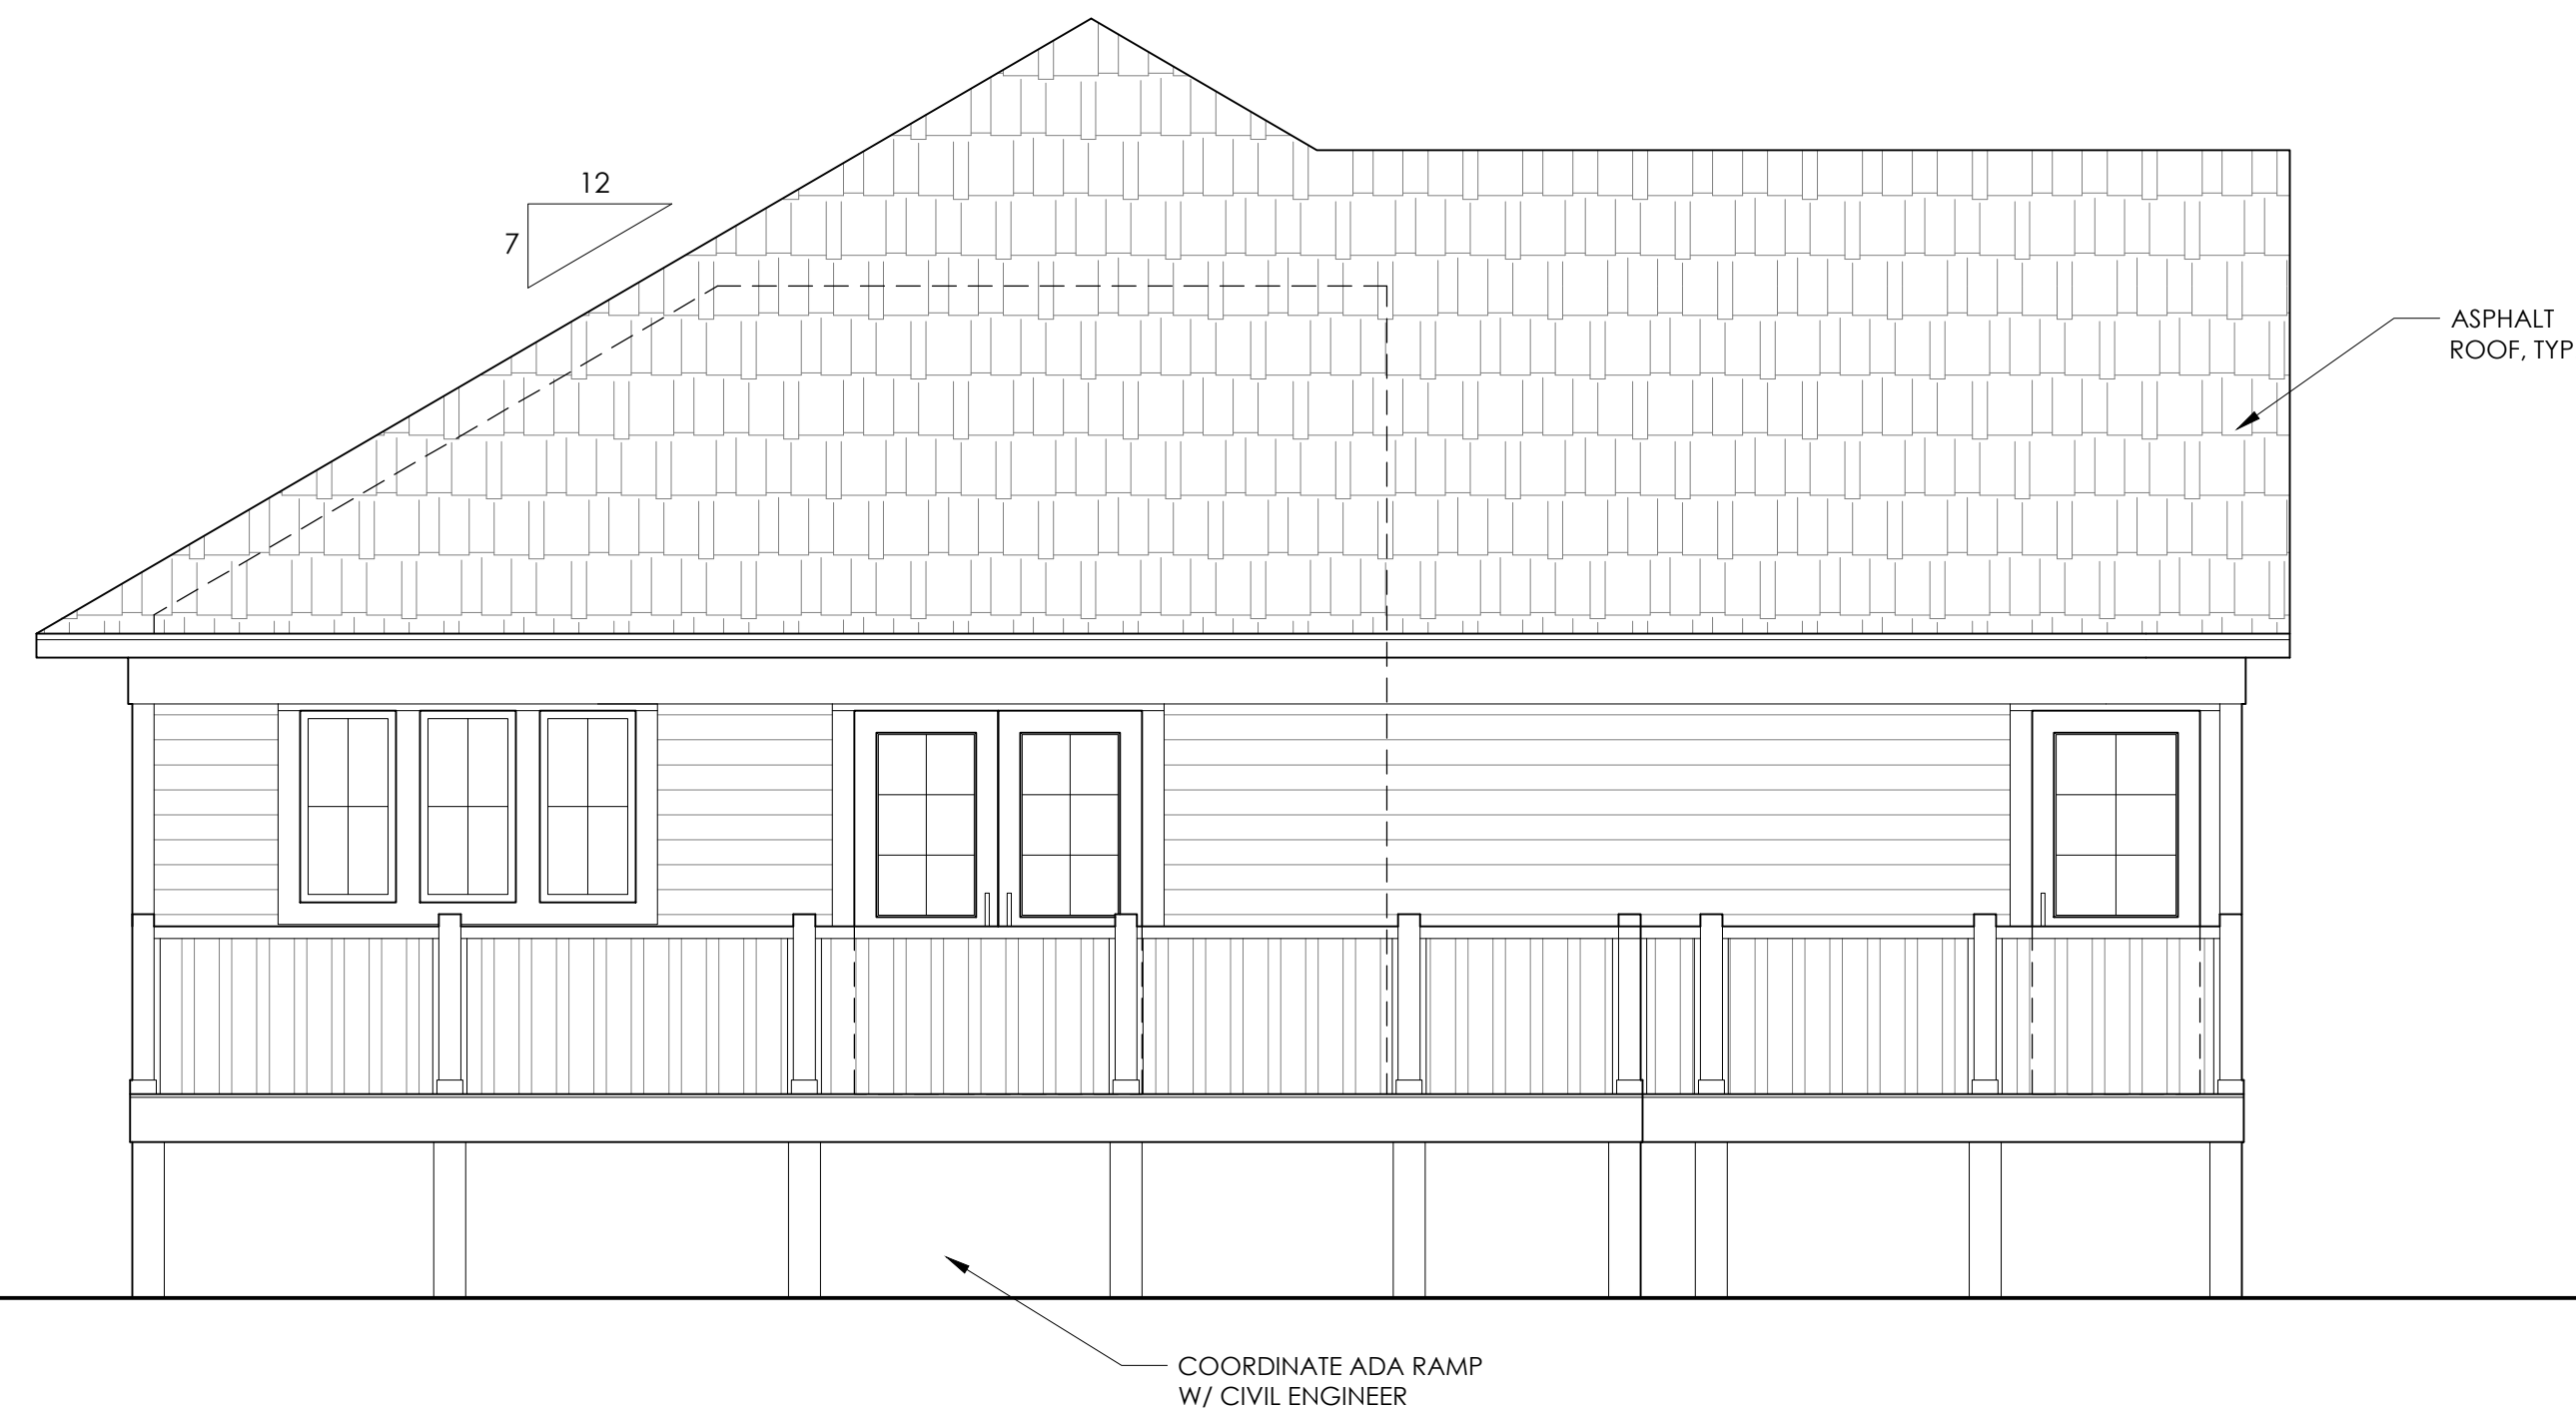 12
7
ASPHALT
ROOF, TYP
COORDINATE ADA RAMP
W/ CIVIL ENGINEER